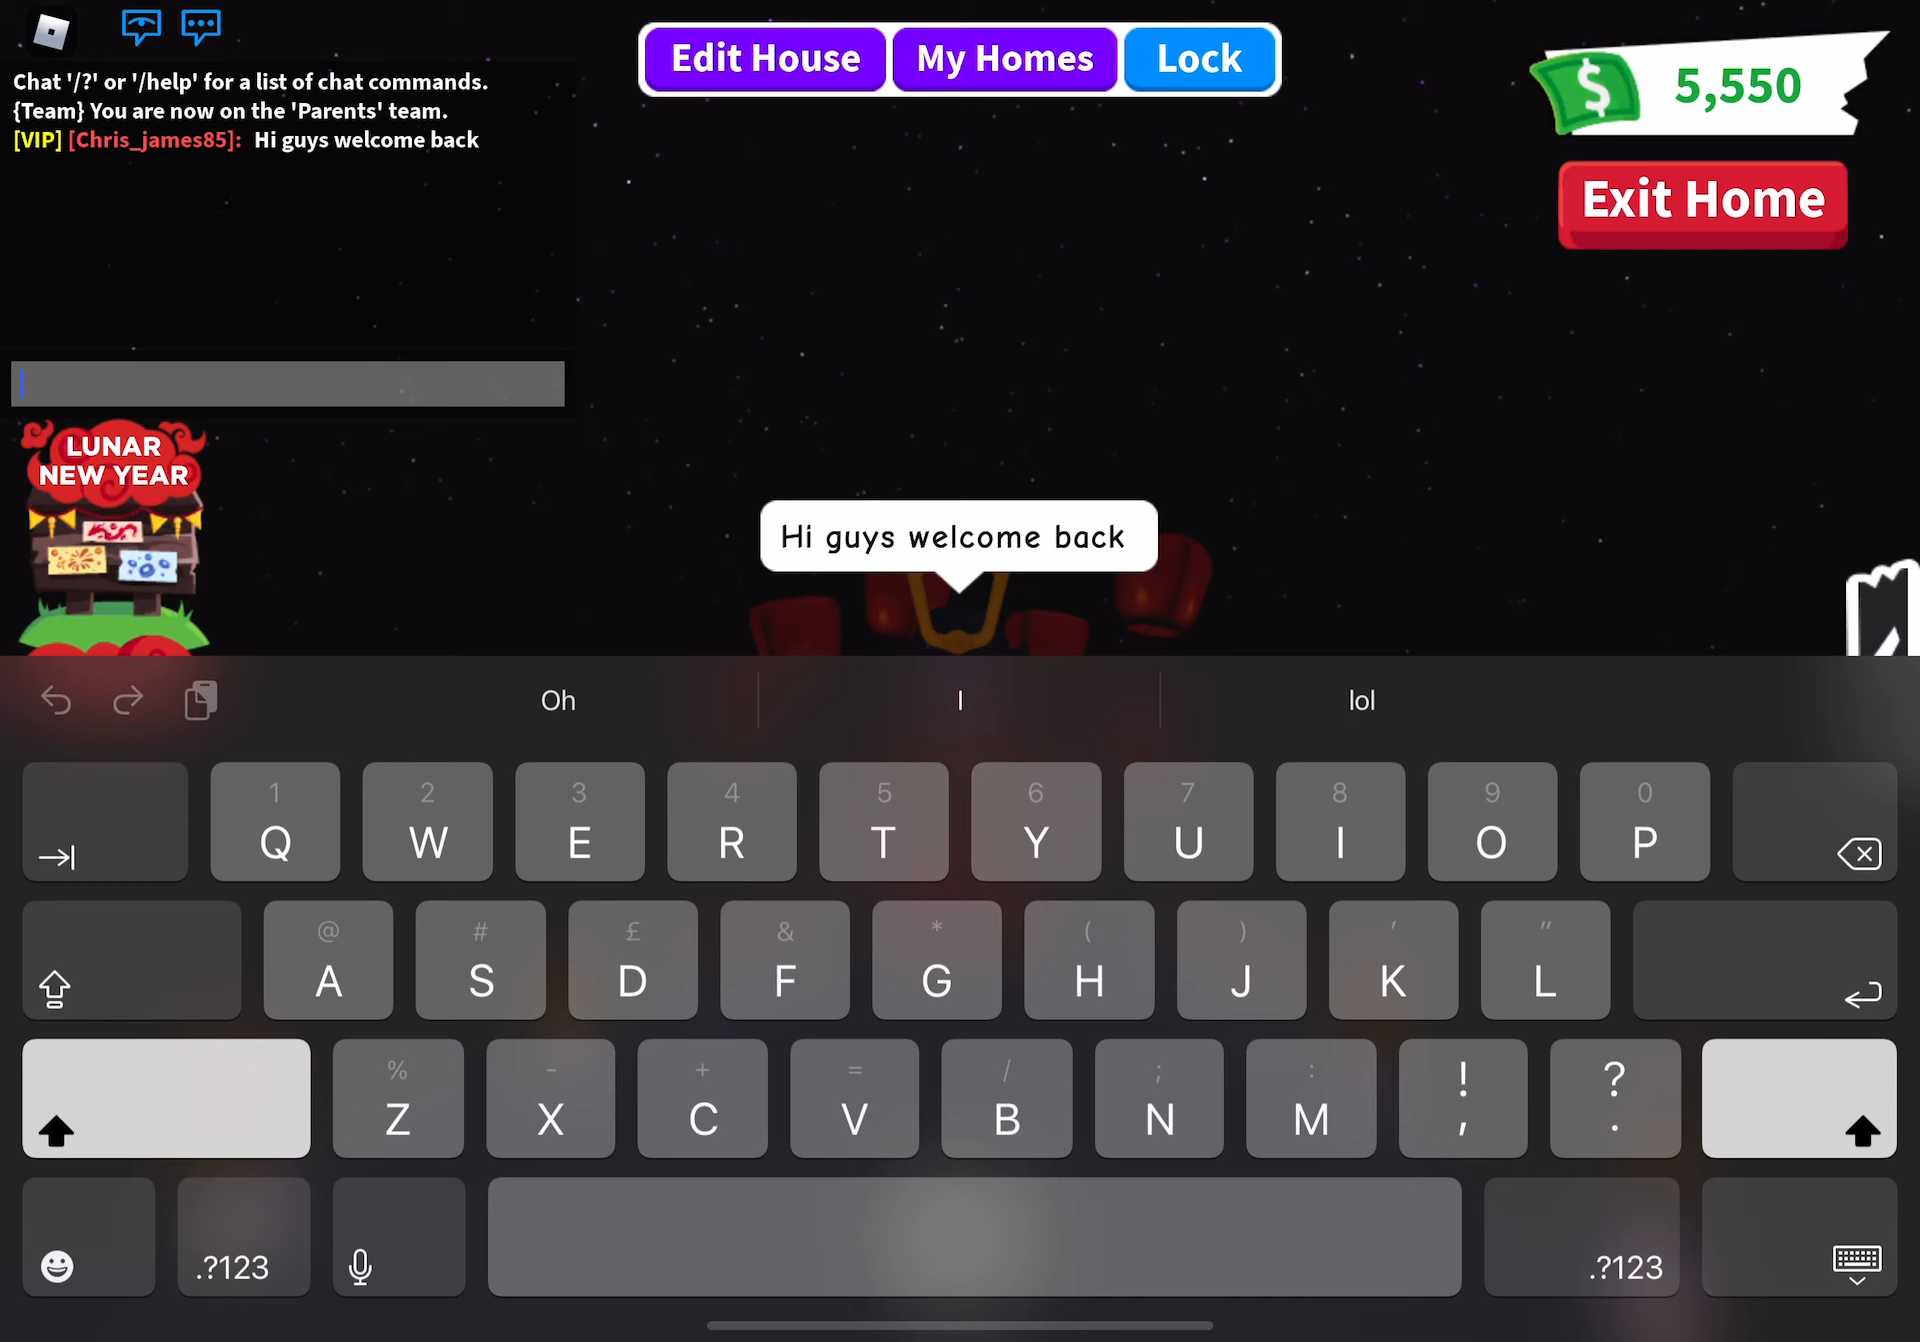 Edit House My Homes Lock
5,550
Exit Home
Chat '/?' or '/help' for a list of chat commands.
{Team} You are now on the 'Parents' team.
[VIP] [Chris_james85]: Hi guys welcome back
LUNAR
NEW YEAR
Hi guys welcome back
Oh I lol
1 2 3 4 5 6 7 8 9 0
Q W E R T Y U I O P
@ # £ & * ( ) ' "
A S D F G H J K L
% - + = / ; : ! ?
Z X C V B N M , .
.?123 .?123